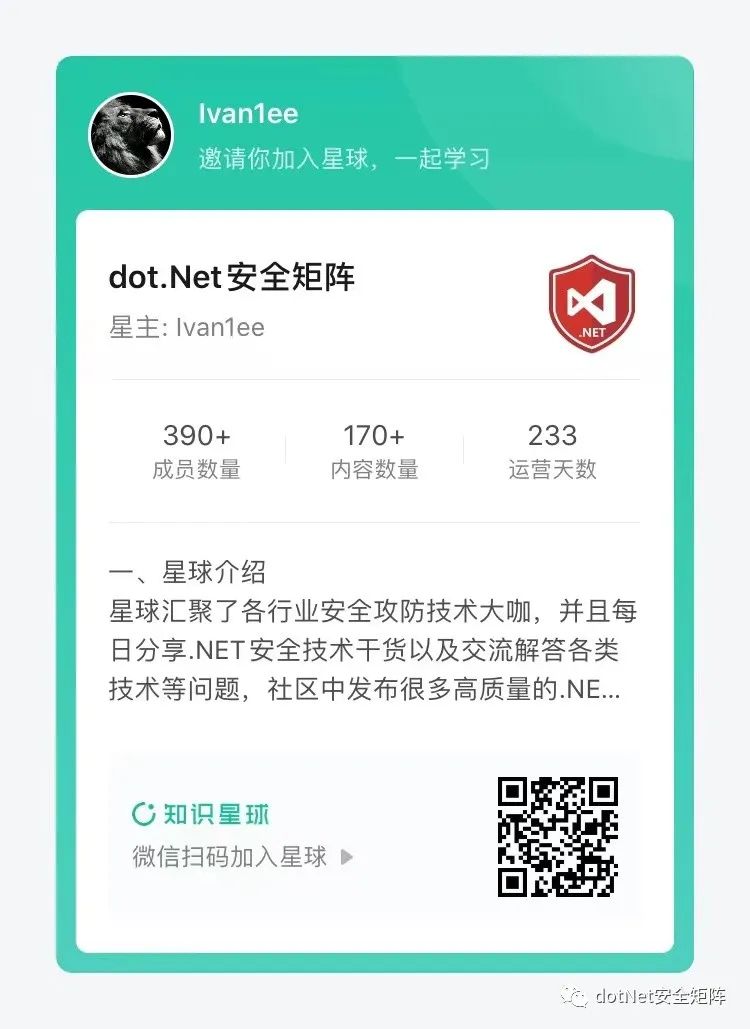 Ivan1ee
邀请你加入星球，一起学习
dot.Net安全矩阵
星主: Ivan1ee
.NET
390+
成员数量
170+
内容数量
233
运营天数
一、星球介绍
星球汇聚了各行业安全攻防技术大咖，并且每
日分享.NET安全技术干货以及交流解答各类
技术等问题，社区中发布很多高质量的.NE...
知识星球
微信扫码加入星球
dotNet安全矩阵